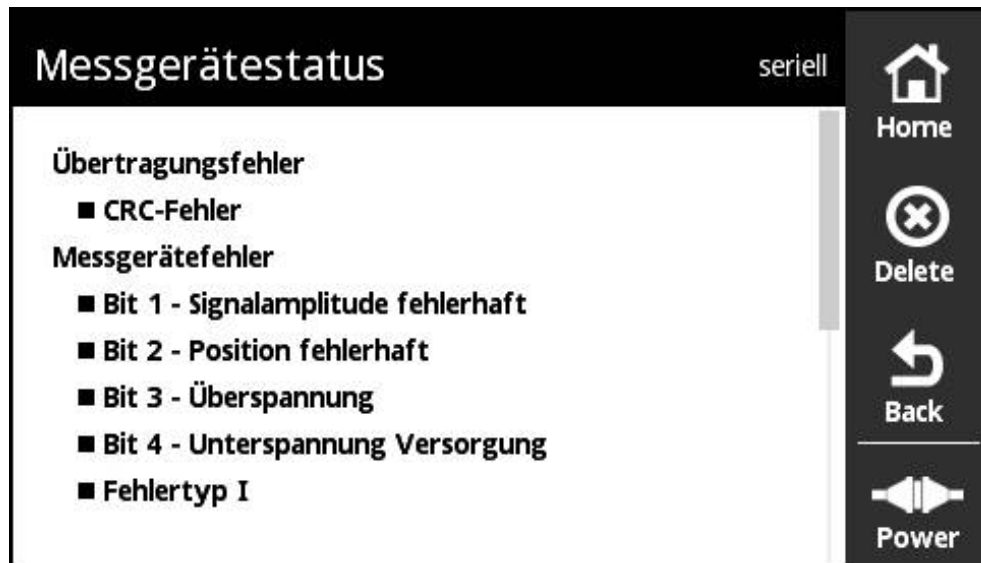 Messgerätestatus
seriell
Home
Übertragungsfehler
■ CRC-Fehler
Messgerätefehler
Delete
■ Bit 1 - Signalamplitude fehlerhaft
■ Bit 2 - Position fehlerhaft
■ Bit 3 - Überspannung
Back
■ Bit 4 - Unterspannung Versorgung
■ Fehlertyp I
Power